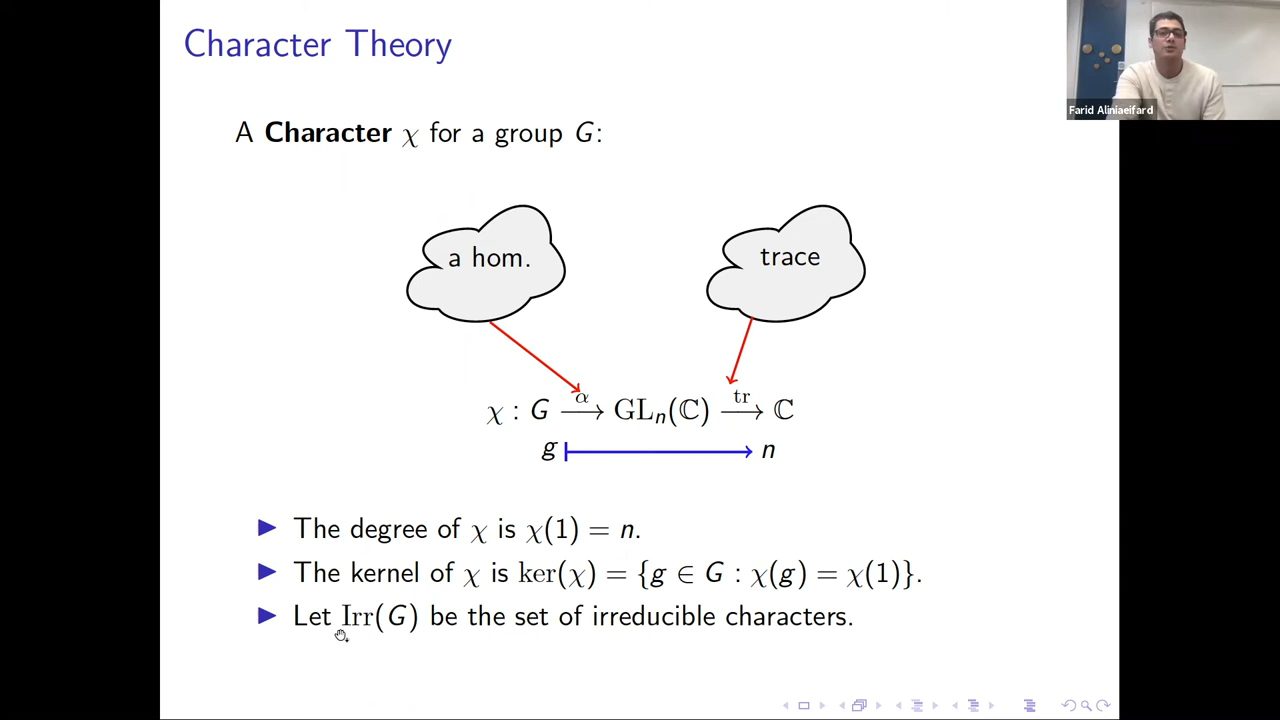 Character Theory
Farid Aliniaeifard
A Character χ for a group G:
a hom.
trace
χ : G —α→ GLₙ(ℂ) —tr→ ℂ
g ↦ n
▶ The degree of χ is χ(1) = n.
▶ The kernel of χ is ker(χ) = {g ∈ G : χ(g) = χ(1)}.
▶ Let Irr(G) be the set of irreducible characters.